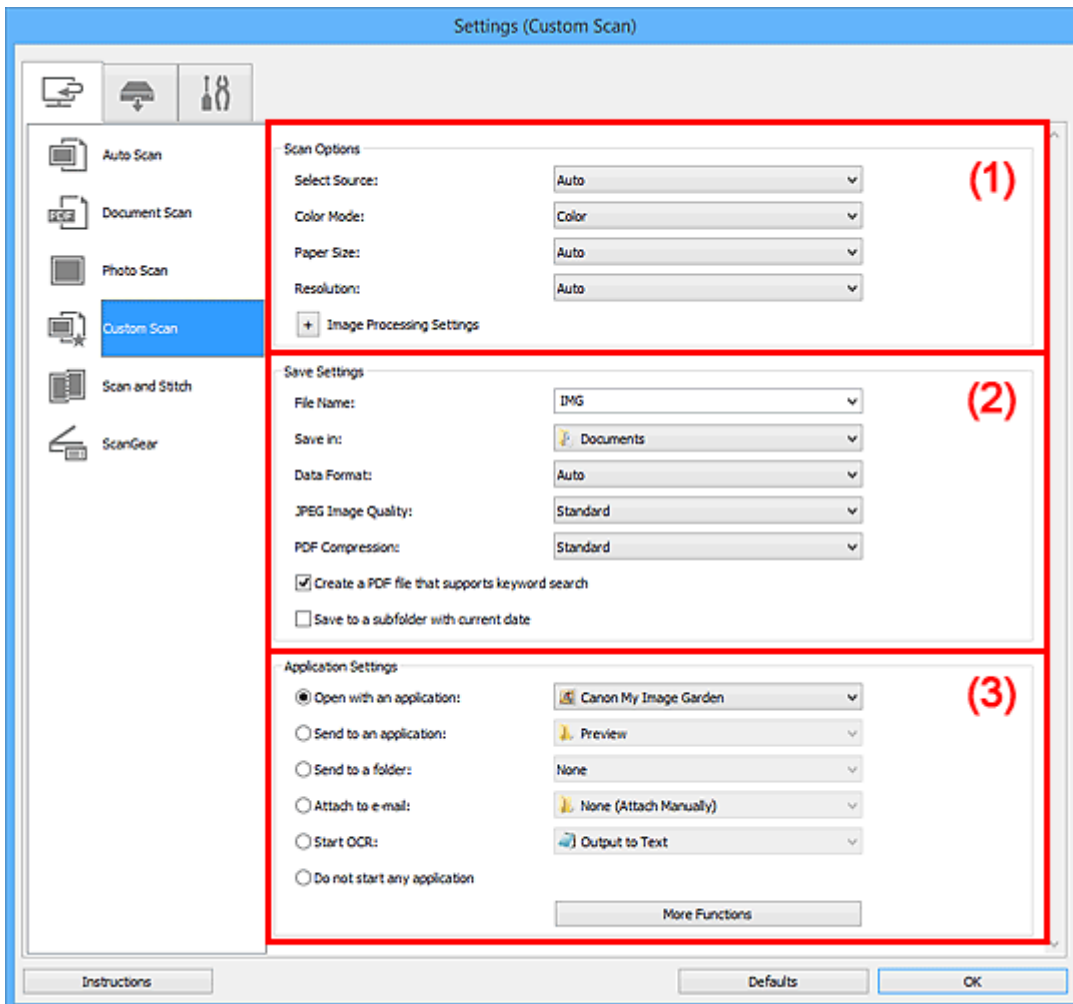 Settings (Custom Scan)
Auto Scan
Document Scan
Photo Scan
Custom Scan
Scan and Stitch
ScanGear
Scan Options
(1)
Select Source: Auto
Color Mode: Color
Paper Size: Auto
Resolution: Auto
+ Image Processing Settings
Save Settings
(2)
File Name: IMG
Save in: Documents
Data Format: Auto
JPEG Image Quality: Standard
PDF Compression: Standard
Create a PDF file that supports keyword search
Save to a subfolder with current date
Application Settings
(3)
Open with an application: Canon My Image Garden
Send to an application: Preview
Send to a folder: None
Attach to e-mail: None (Attach Manually)
Start OCR: Output to Text
Do not start any application
More Functions
Instructions Defaults OK